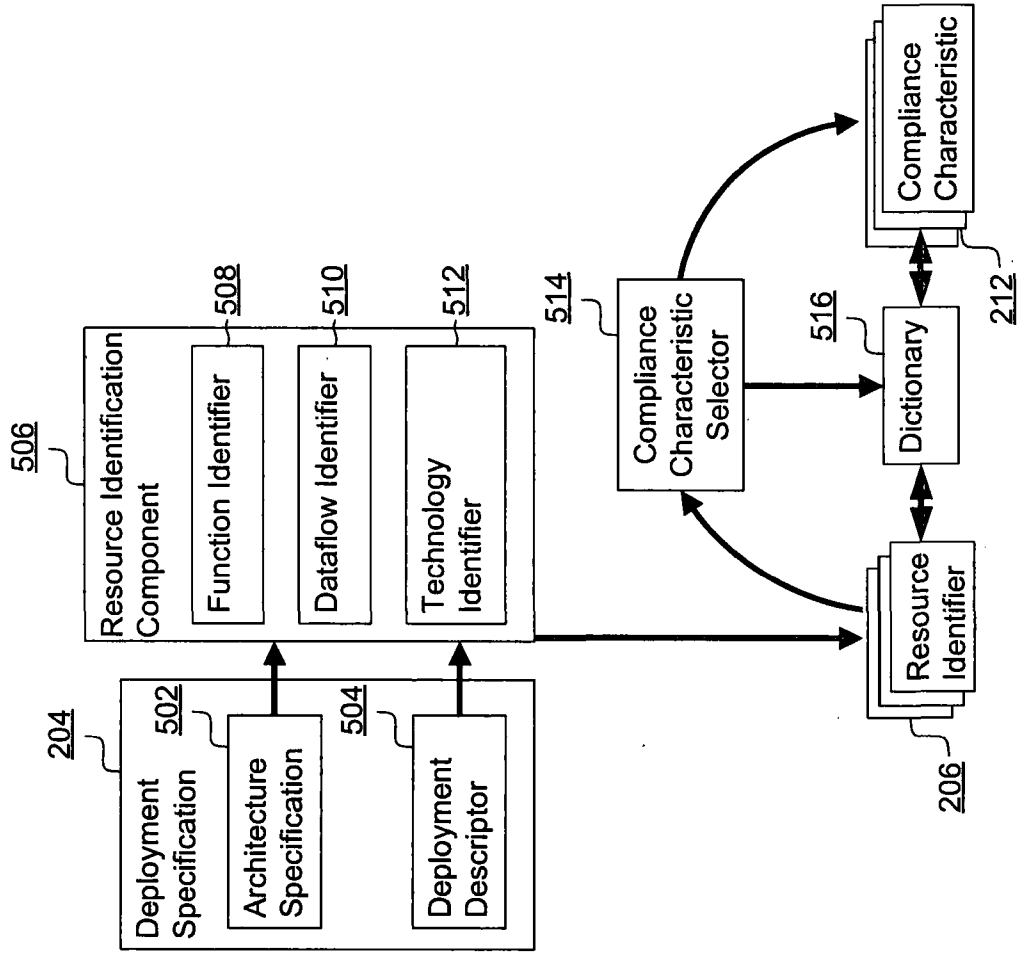 204
Deployment
Specification
502
Architecture
Specification
504
Deployment
Descriptor
506
Resource Identification
Component
Function Identifier
508
Dataflow Identifier
510
Technology
Identifier
512
514
Compliance
Characteristic
Selector
206
Resource
Identifier
516
Dictionary
212
Compliance
Characteristic